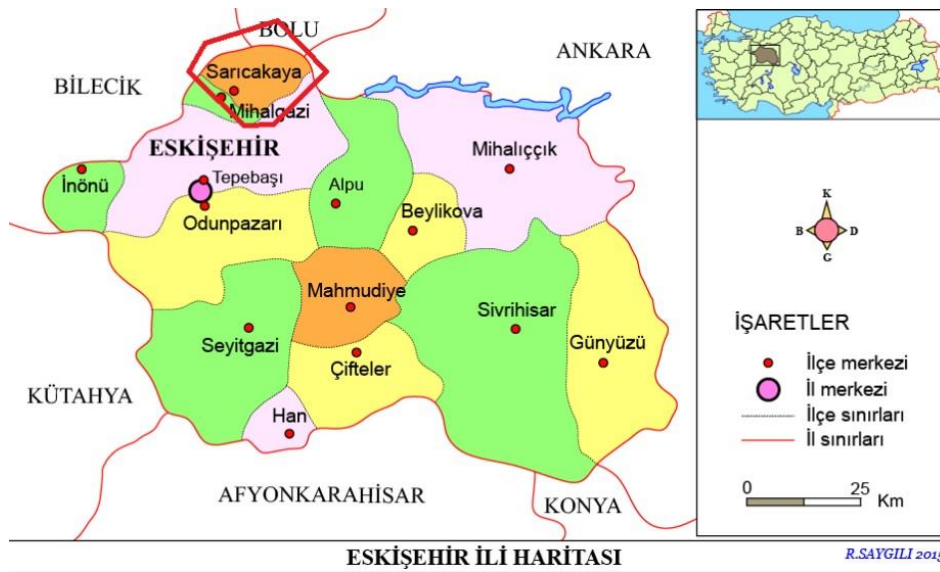 BOLU
ANKARA
BİLECİK
Sarıcakaya
Mihalgazi
ESKİŞEHİR
Mihalıççık
İnönü
Tepebaşı
Alpu
Odunpazarı
Beylikova
Mahmudiye
Sivrihisar
Seyitgazi
Günyüzü
Çifteler
KÜTAHYA
Han
AFYONKARAHİSAR
KONYA
K
B D
G
İŞARETLER
İlçe merkezi
İl merkezi
İlçe sınırları
İl sınırları
0 25
Km
ESKİŞEHİR İLİ HARİTASI
R.SAYGILI 2015